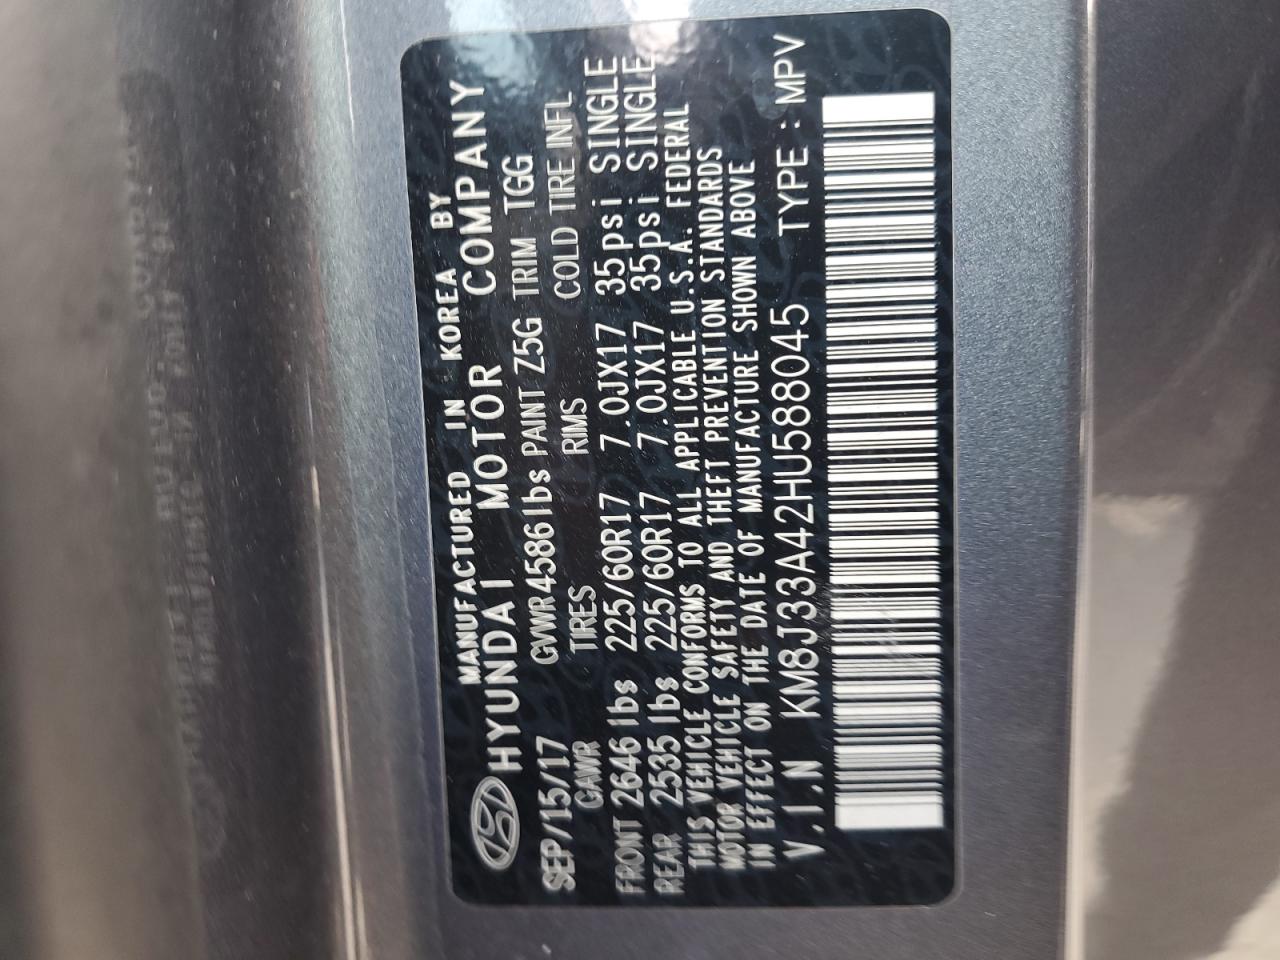 MANUFACTURED IN KOREA BY
HYUNDAI MOTOR COMPANY
SEP/15/17 GVWR 4586lbs PAINT Z5G TRIM TGG
GAWR TIRES RIMS COLD TIRE INFL
FRONT 2646 lbs 225/60R17 7.0JX17 35psi SINGLE
REAR 2535 lbs 225/60R17 7.0JX17 35psi SINGLE
THIS VEHICLE CONFORMS TO ALL APPLICABLE U.S.A. FEDERAL
MOTOR VEHICLE SAFETY AND THEFT PREVENTION STANDARDS
IN EFFECT ON THE DATE OF MANUFACTURE SHOWN ABOVE
V.I.N KM8J33A42HU588045 TYPE : MPV